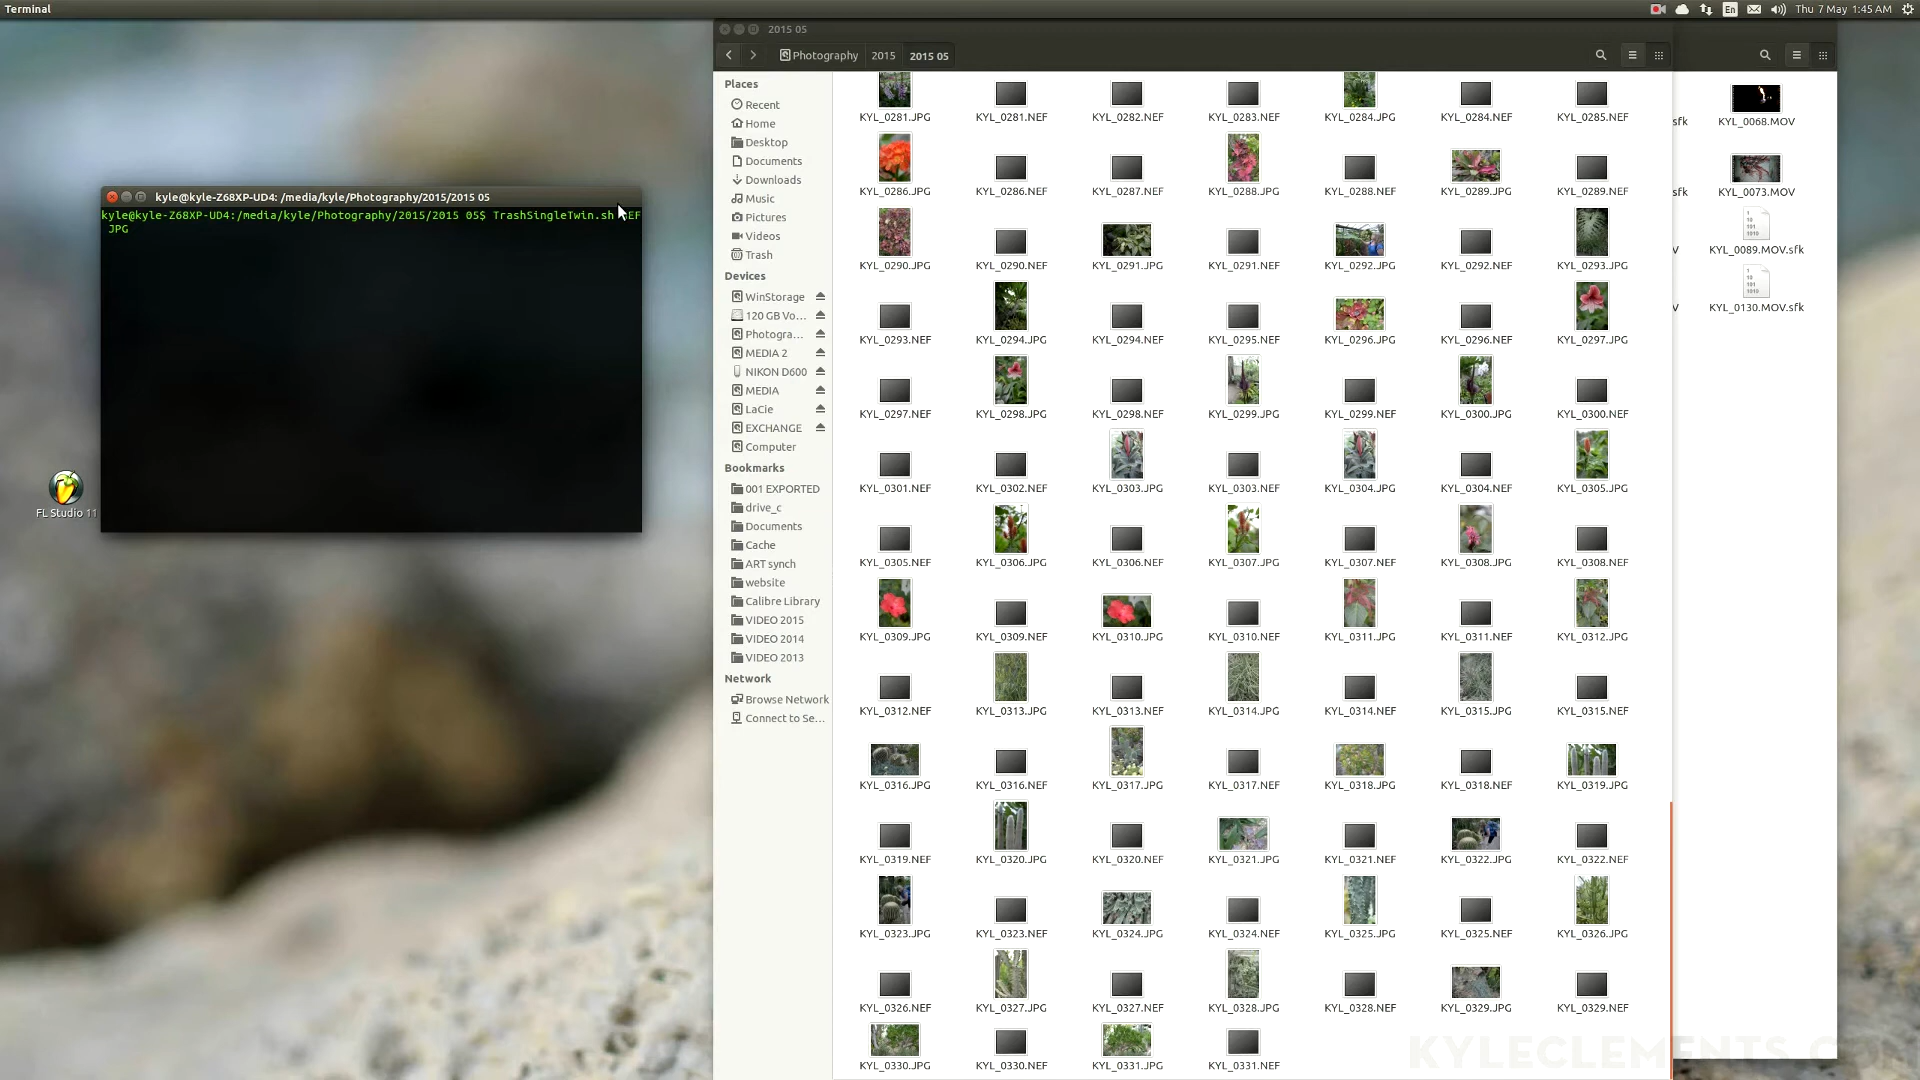 Terminal
En
Thu 7 May 1:45 AM
2015 05
Photography 2015 2015 05
Places
Recent
Home
Desktop
Documents
Downloads
Music
Pictures
Videos
Trash
Devices
WinStorage
120 GB Vo...
Photogra...
MEDIA 2
NIKON D600
MEDIA
LaCie
EXCHANGE
Computer
Bookmarks
001 EXPORTED
drive_c
Documents
Cache
ART synch
website
Calibre Library
VIDEO 2015
VIDEO 2014
VIDEO 2013
Network
Browse Network
Connect to Se...
kyle@kyle-Z68XP-UD4: /media/kyle/Photography/2015/2015 05
kyle@kyle-Z68XP-UD4:/media/kyle/Photography/2015/2015 05$ TrashSingleTwin.sh NEF
JPG
FL Studio 11
KYL_0281.JPG KYL_0281.NEF KYL_0282.NEF KYL_0283.NEF KYL_0284.JPG KYL_0284.NEF KYL_0285.NEF
KYL_0286.JPG KYL_0286.NEF KYL_0287.NEF KYL_0288.JPG KYL_0288.NEF KYL_0289.JPG KYL_0289.NEF
KYL_0290.JPG KYL_0290.NEF KYL_0291.JPG KYL_0291.NEF KYL_0292.JPG KYL_0292.NEF KYL_0293.JPG
KYL_0293.NEF KYL_0294.JPG KYL_0294.NEF KYL_0295.NEF KYL_0296.JPG KYL_0296.NEF KYL_0297.JPG
KYL_0297.NEF KYL_0298.JPG KYL_0298.NEF KYL_0299.JPG KYL_0299.NEF KYL_0300.JPG KYL_0300.NEF
KYL_0301.NEF KYL_0302.NEF KYL_0303.JPG KYL_0303.NEF KYL_0304.JPG KYL_0304.NEF KYL_0305.JPG
KYL_0305.NEF KYL_0306.JPG KYL_0306.NEF KYL_0307.JPG KYL_0307.NEF KYL_0308.JPG KYL_0308.NEF
KYL_0309.JPG KYL_0309.NEF KYL_0310.JPG KYL_0310.NEF KYL_0311.JPG KYL_0311.NEF KYL_0312.JPG
KYL_0312.NEF KYL_0313.JPG KYL_0313.NEF KYL_0314.JPG KYL_0314.NEF KYL_0315.JPG KYL_0315.NEF
KYL_0316.JPG KYL_0316.NEF KYL_0317.JPG KYL_0317.NEF KYL_0318.JPG KYL_0318.NEF KYL_0319.JPG
KYL_0319.NEF KYL_0320.JPG KYL_0320.NEF KYL_0321.JPG KYL_0321.NEF KYL_0322.JPG KYL_0322.NEF
KYL_0323.JPG KYL_0323.NEF KYL_0324.JPG KYL_0324.NEF KYL_0325.JPG KYL_0325.NEF KYL_0326.JPG
KYL_0326.NEF KYL_0327.JPG KYL_0327.NEF KYL_0328.JPG KYL_0328.NEF KYL_0329.JPG KYL_0329.NEF
KYL_0330.JPG KYL_0330.NEF KYL_0331.JPG KYL_0331.NEF
sfk KYL_0068.MOV
sfk KYL_0073.MOV
V KYL_0089.MOV.sfk
V KYL_0130.MOV.sfk
KYLECLEMENTS.C